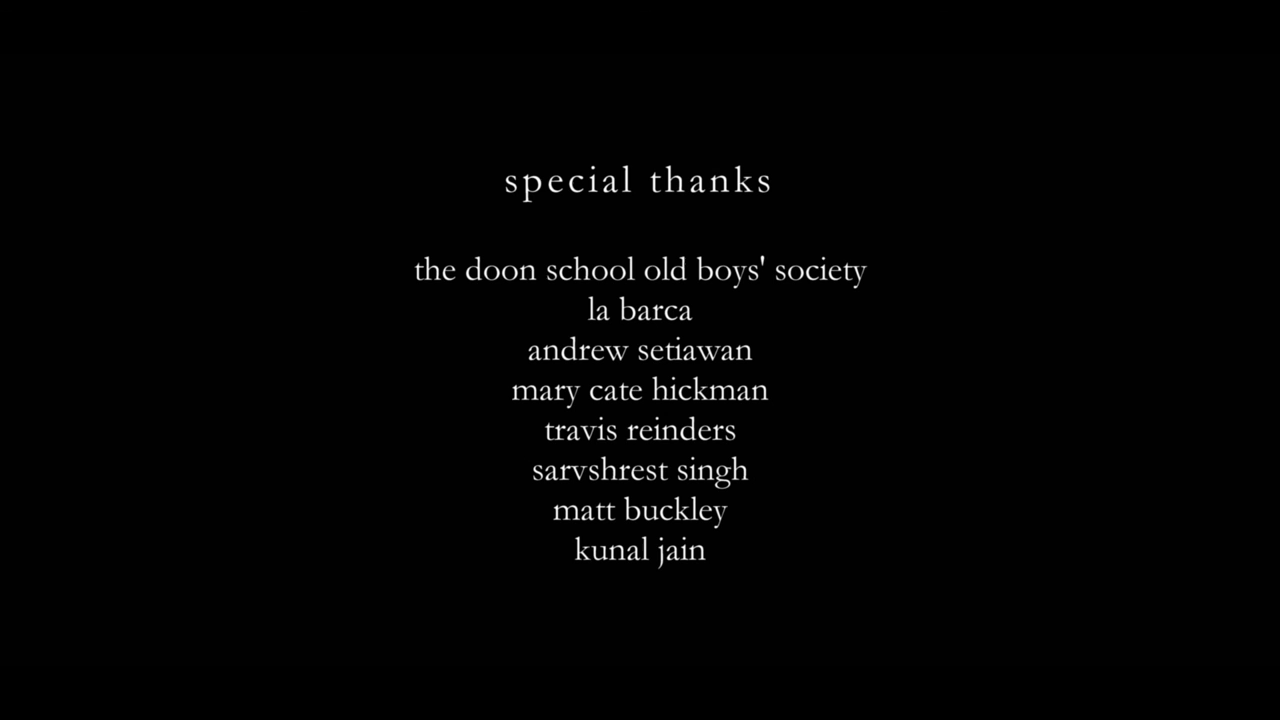 special thanks
the doon school old boys' society
la barca
andrew setiawan
mary cate hickman
travis reinders
sarvshrest singh
matt buckley
kunal jain